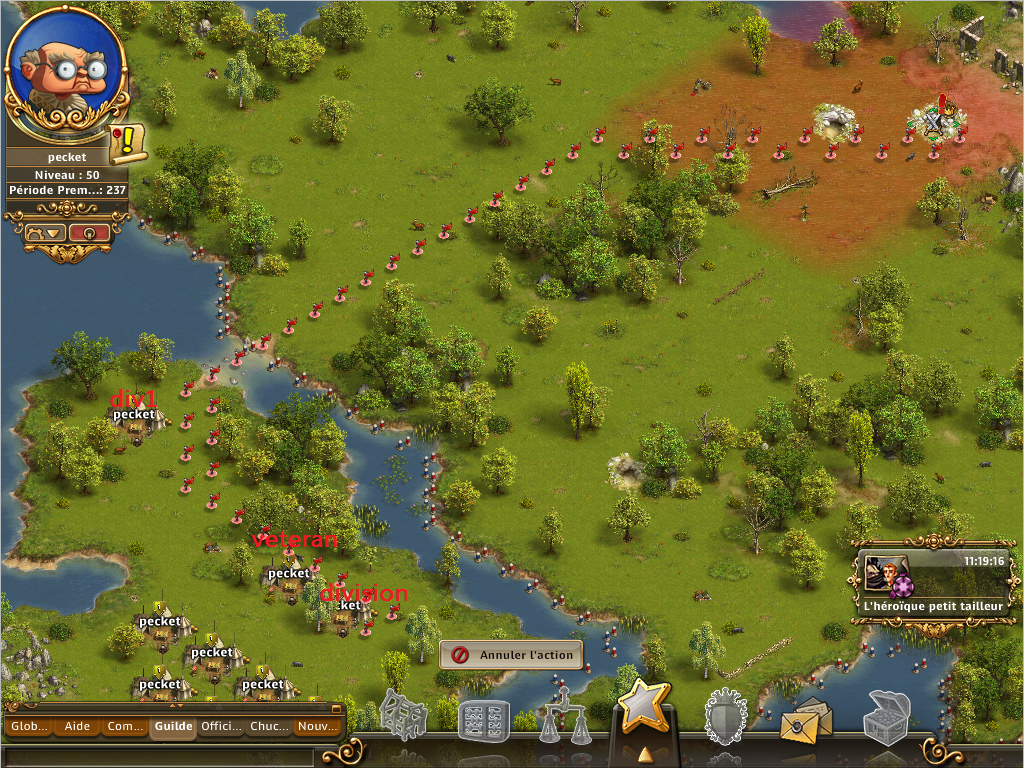 pecket
Niveau : 50
Période Prem...: 237
div1
pecket
veteran
pecket
division
cket
pecket
pecket
pecket
pecket
11:19:16
L'héroïque petit tailleur
Annuler l'action
Glob... Aide Com... Guilde Offici... Chuc... Nouv...